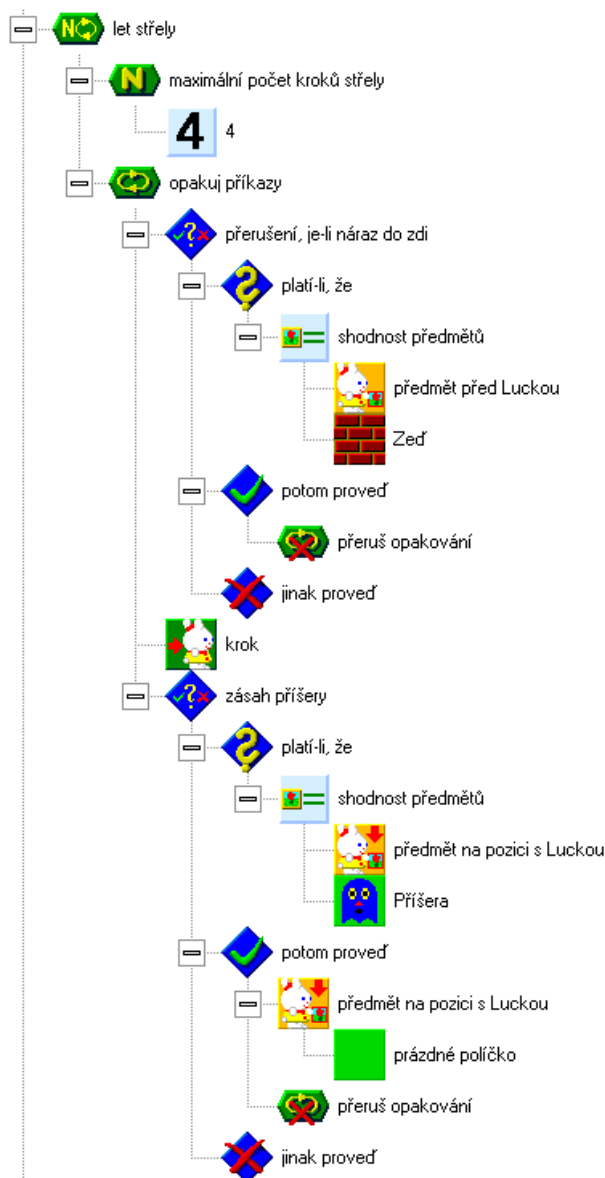 N let střely
N maximální počet kroků střely
4 4
opakuj příkazy
? přerušení, je-li náraz do zdi
? platí-li, že
= shodnost předmětů
předmět před Luckou
Zeď
potom proveď
přeruš opakování
jinak proveď
krok
? zásah příšery
? platí-li, že
= shodnost předmětů
předmět na pozici s Luckou
Příšera
potom proveď
předmět na pozici s Luckou
prázdné políčko
přeruš opakování
jinak proveď